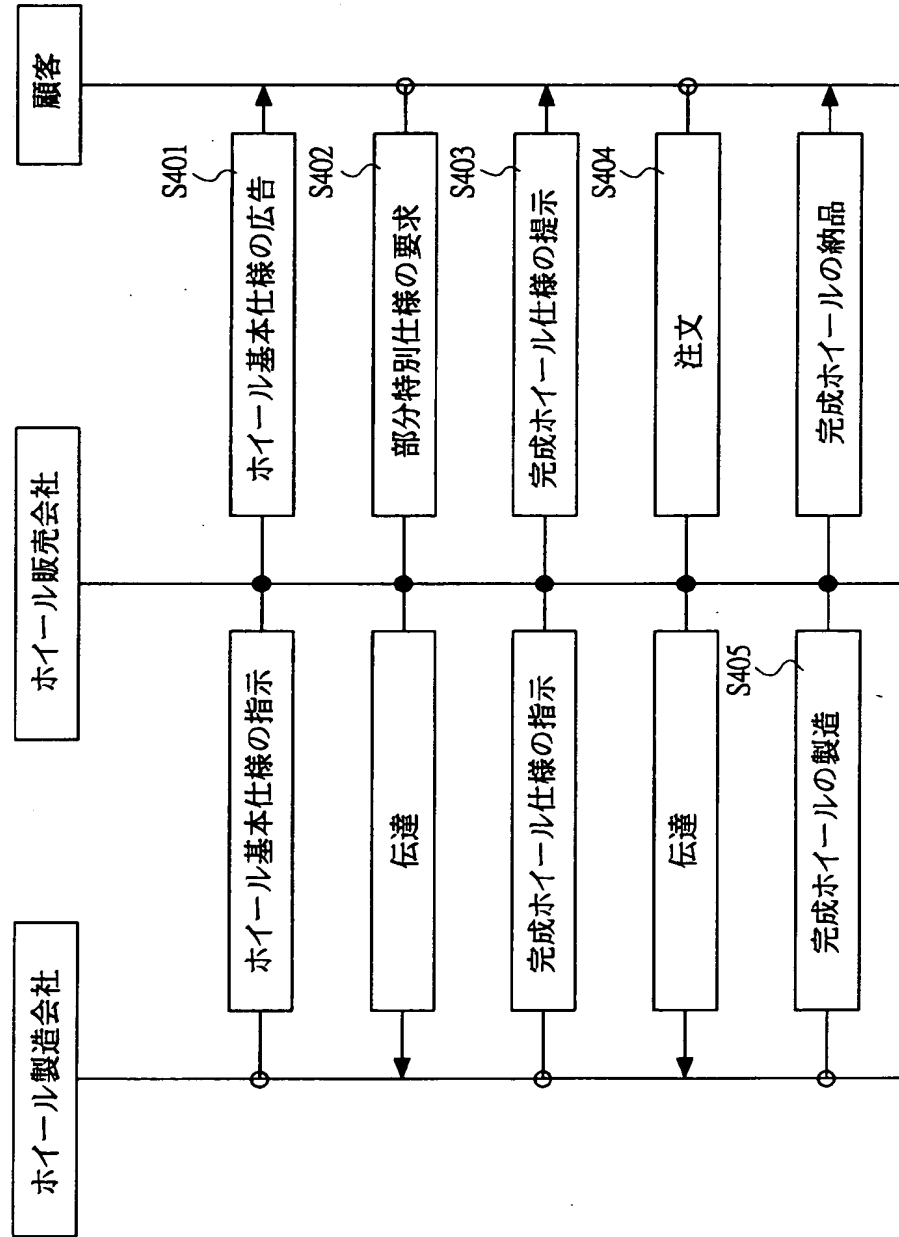 ホイール製造会社
ホイール販売会社
顧客
S401
ホイール基本仕様の指示
ホイール基本仕様の広告
S402
伝達
部分特別仕様の要求
S403
完成ホイール仕様の指示
完成ホイール仕様の提示
S404
伝達
注文
S405
完成ホイールの製造
完成ホイールの納品